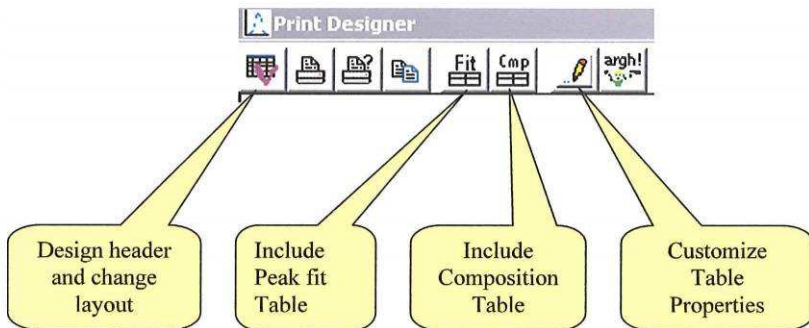 Print Designer
Fit
Cmp
argh!
Design header
and change
layout
Include
Peak fit
Table
Include
Composition
Table
Customize
Table
Properties